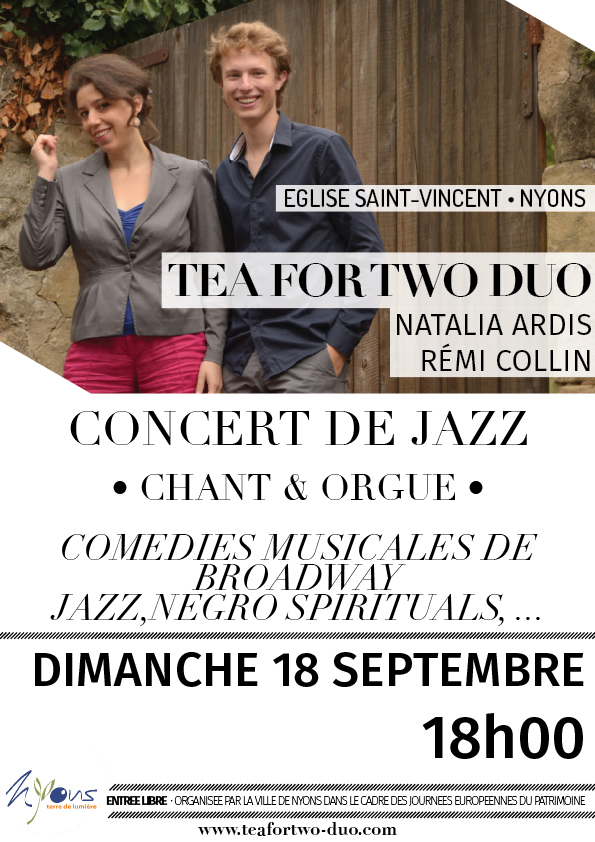 EGLISE SAINT-VINCENT • NYONS
TEA FOR TWO DUO
NATALIA ARDIS
RÉMI COLLIN
CONCERT DE JAZZ
• CHANT & ORGUE •
COMEDIES MUSICALES DE
BROADWAY
JAZZ,NEGRO SPIRITUALS, ...
DIMANCHE 18 SEPTEMBRE
18h00
nyons
terre de lumière
ENTREE LIBRE · ORGANISEE PAR LA VILLE DE NYONS DANS LE CADRE DES JOURNEES EUROPEENNES DU PATRIMOINE
www.teafortwo-duo.com